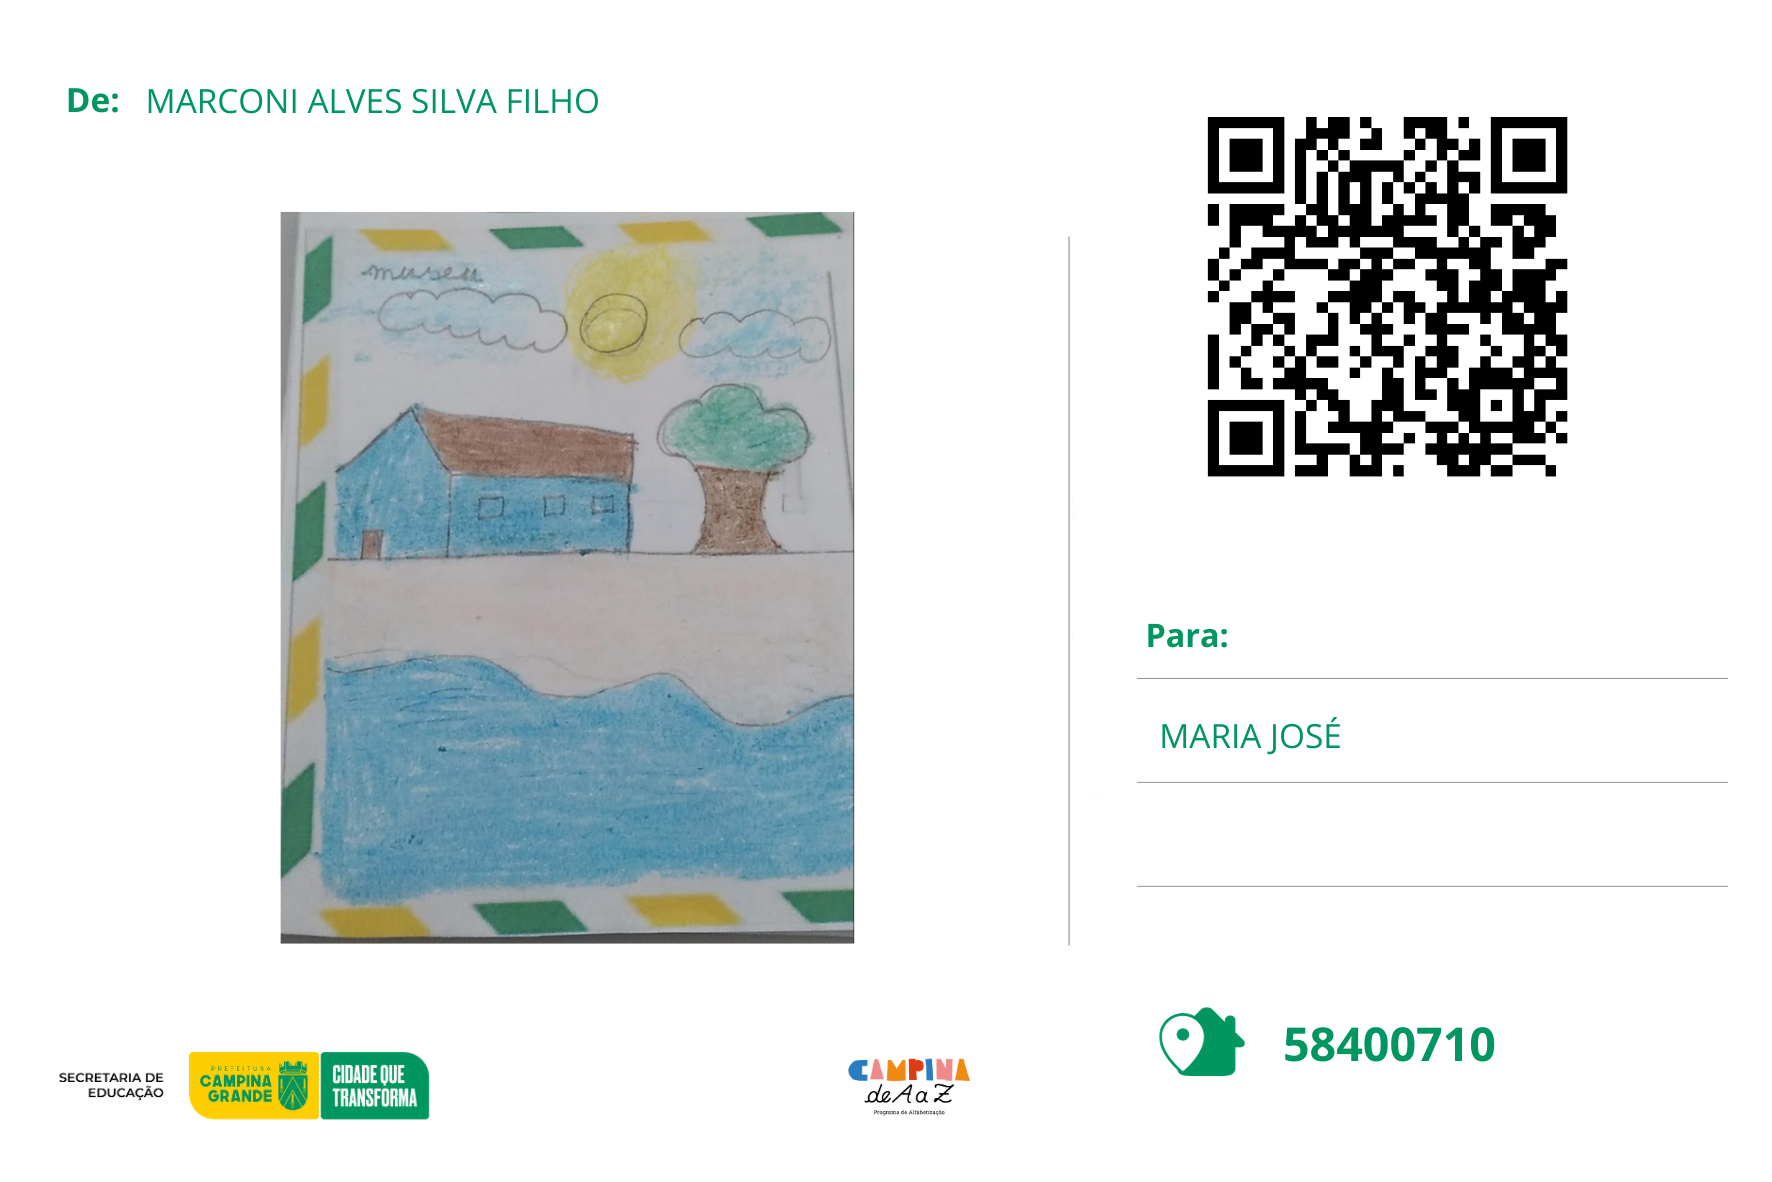 De: MARCONI ALVES SILVA FILHO
museu
Para:
MARIA JOSÉ
58400710
SECRETARIA DE
EDUCAÇÃO
PREFEITURA
CAMPINA
GRANDE
CIDADE QUE
TRANSFORMA
CAMPINA
de A a Z
Programa de Alfabetização